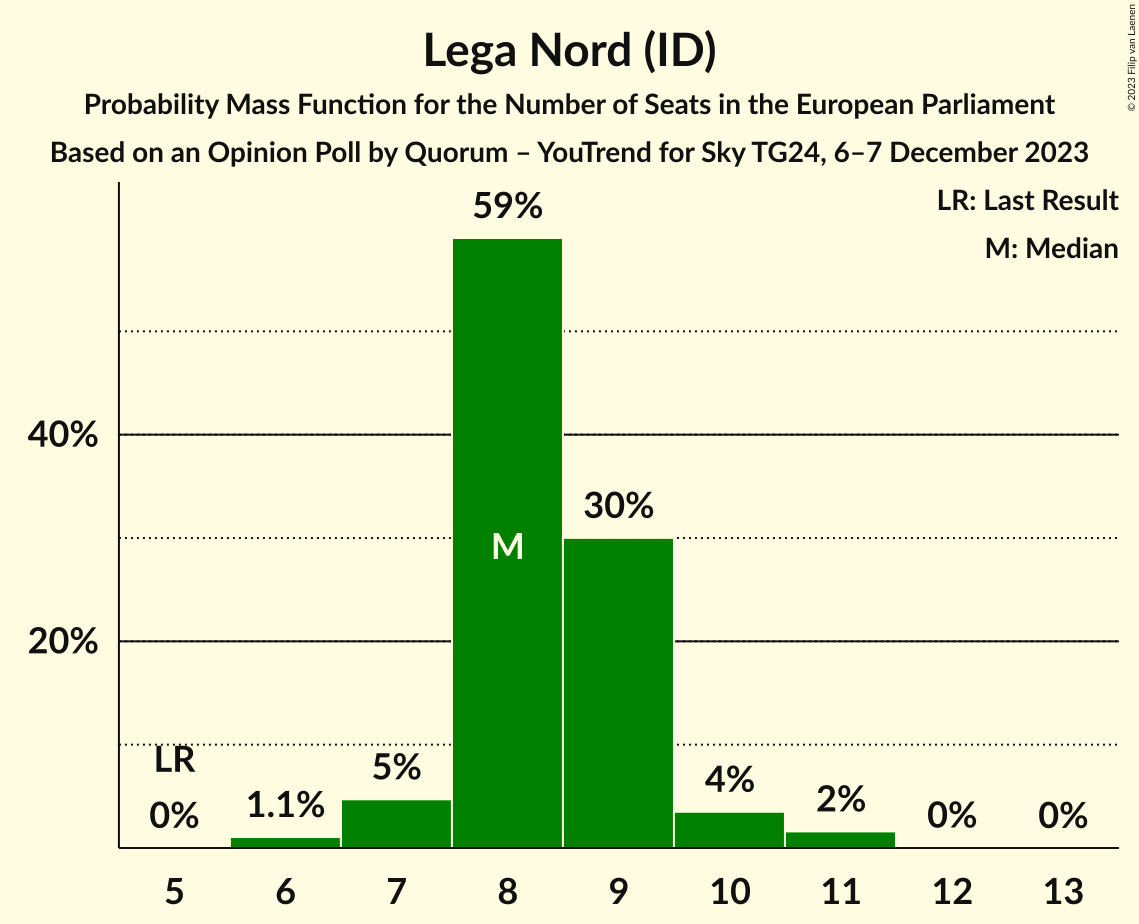 Lega Nord (ID)
Probability Mass Function for the Number of Seats in the European Parliament
Based on an Opinion Poll by Quorum – YouTrend for Sky TG24, 6–7 December 2023
© 2023 Filip van Laenen
LR: Last Result
M: Median
59%
40%
30%
M
20%
LR
0%
1.1%
5%
4%
2%
0%
0%
5
6
7
8
9
10
11
12
13